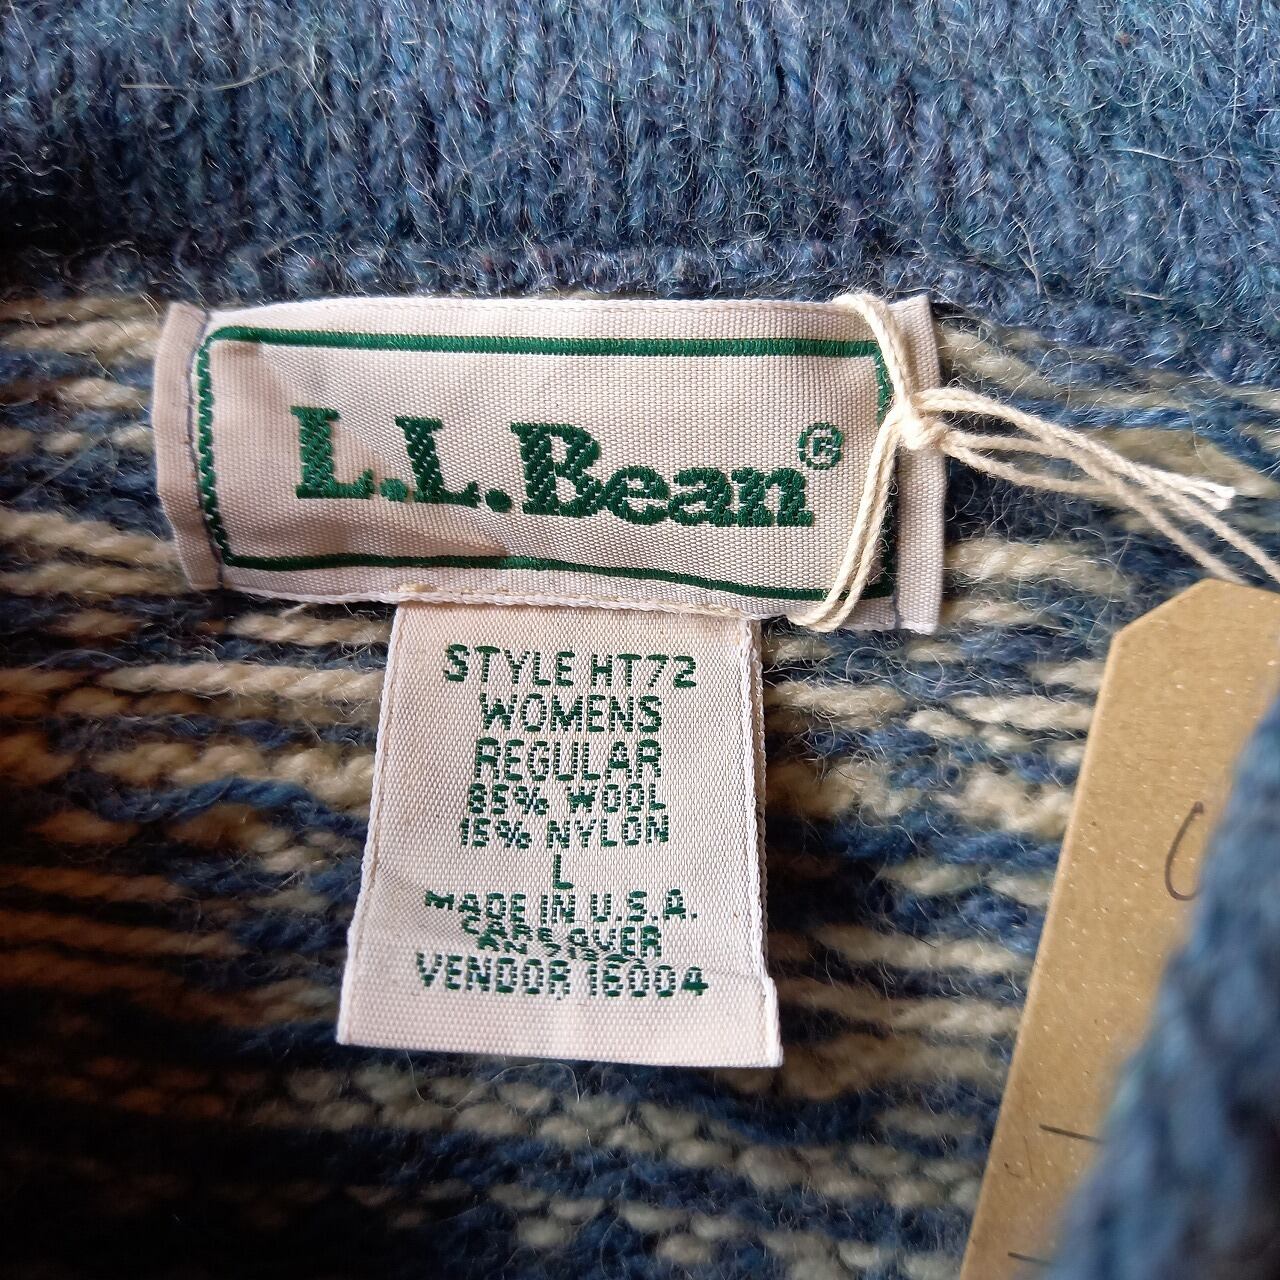 L.L.Bean®
STYLE HT72
WOMENS
REGULAR
85% WOOL
15% NYLON
L
MADE IN U.S.A.
CARE OVER
VENDOR 16004